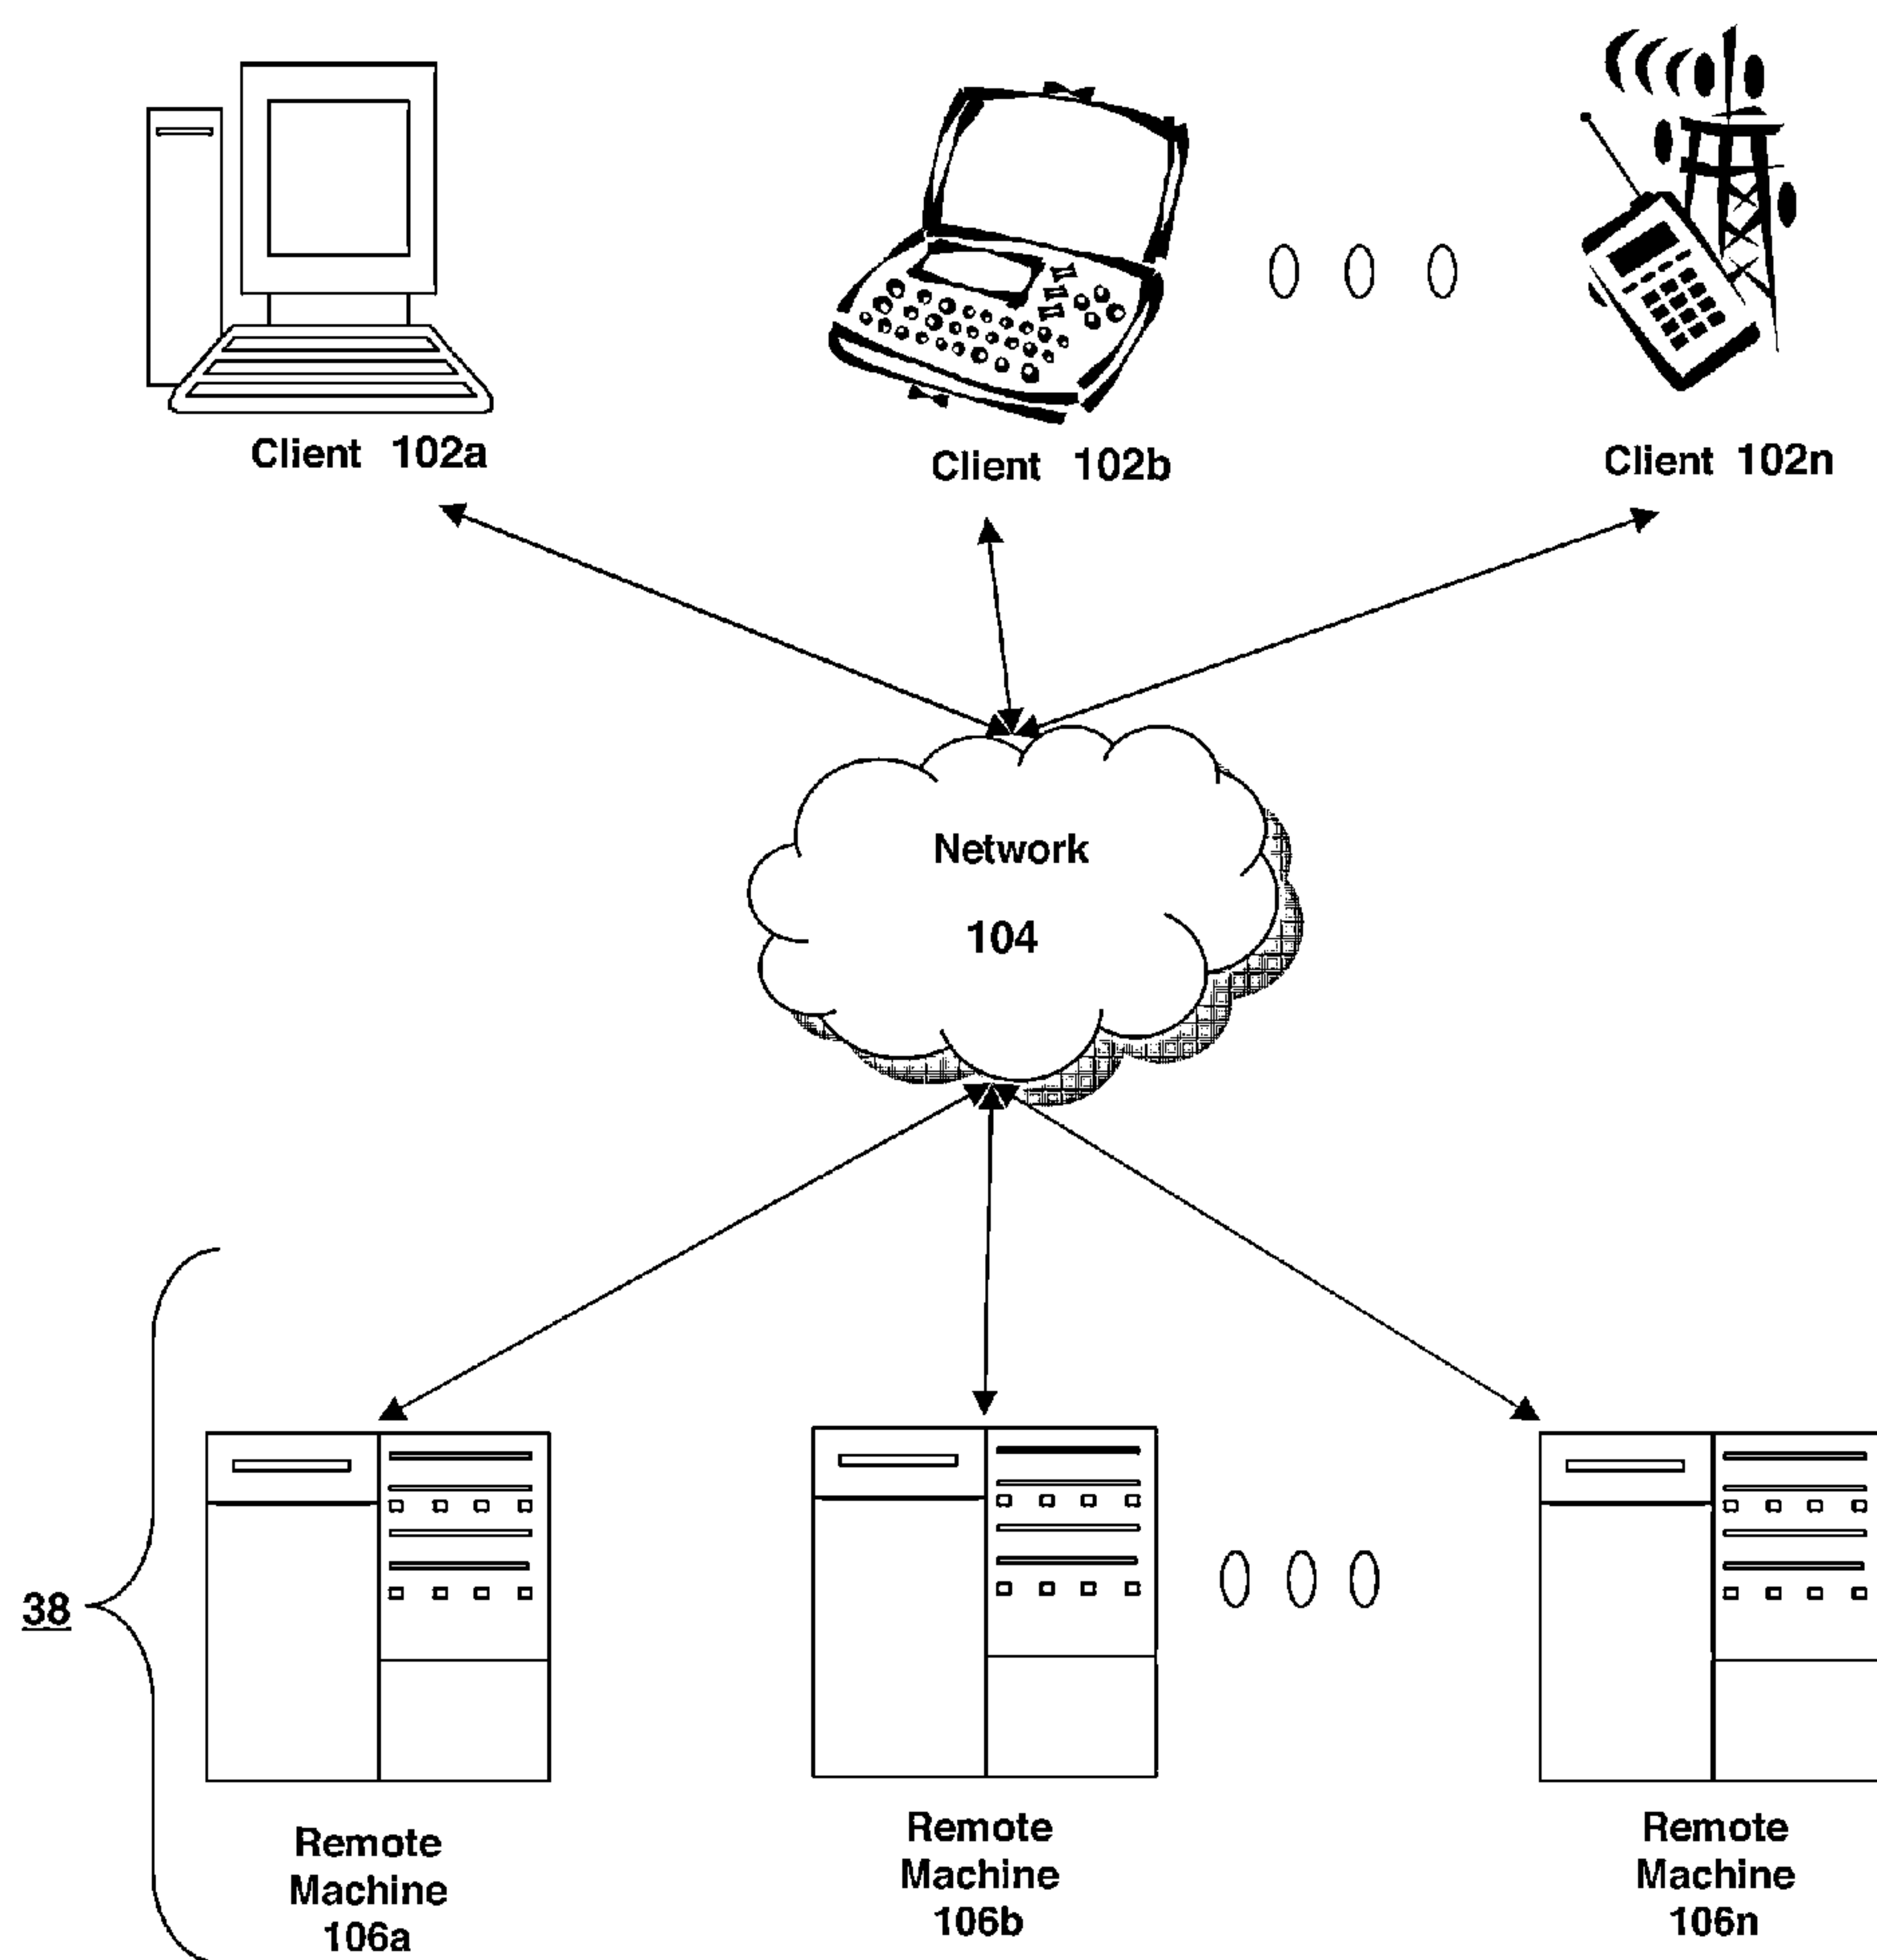 Client 102a
Client 102b
Client 102n
Network
104
38
Remote
Machine
106a
Remote
Machine
106b
Remote
Machine
106n